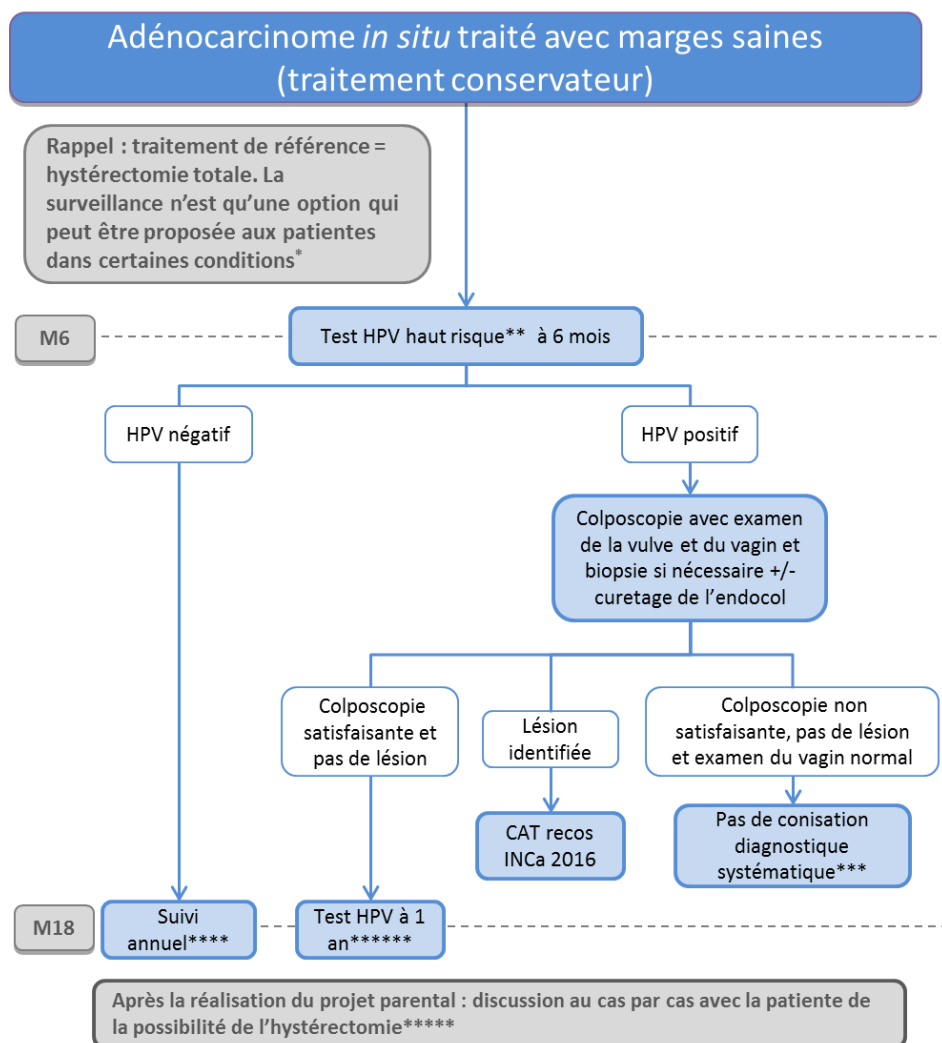 Adénocarcinome in situ traité avec marges saines
(traitement conservateur)
Rappel : traitement de référence =
hystérectomie totale. La
surveillance n'est qu'une option qui
peut être proposée aux patientes
dans certaines conditions*
M6
Test HPV haut risque** à 6 mois
HPV négatif
HPV positif
Colposcopie avec examen
de la vulve et du vagin et
biopsie si nécessaire +/-
curetage de l'endocol
Colposcopie
satisfaisante et
pas de lésion
Lésion
identifiée
Colposcopie non
satisfaisante, pas de lésion
et examen du vagin normal
CAT recos
INCa 2016
Pas de conisation
diagnostique
systématique***
M18
Suivi
annuel****
Test HPV à 1
an******
Après la réalisation du projet parental : discussion au cas par cas avec la patiente de
la possibilité de l'hystérectomie*****